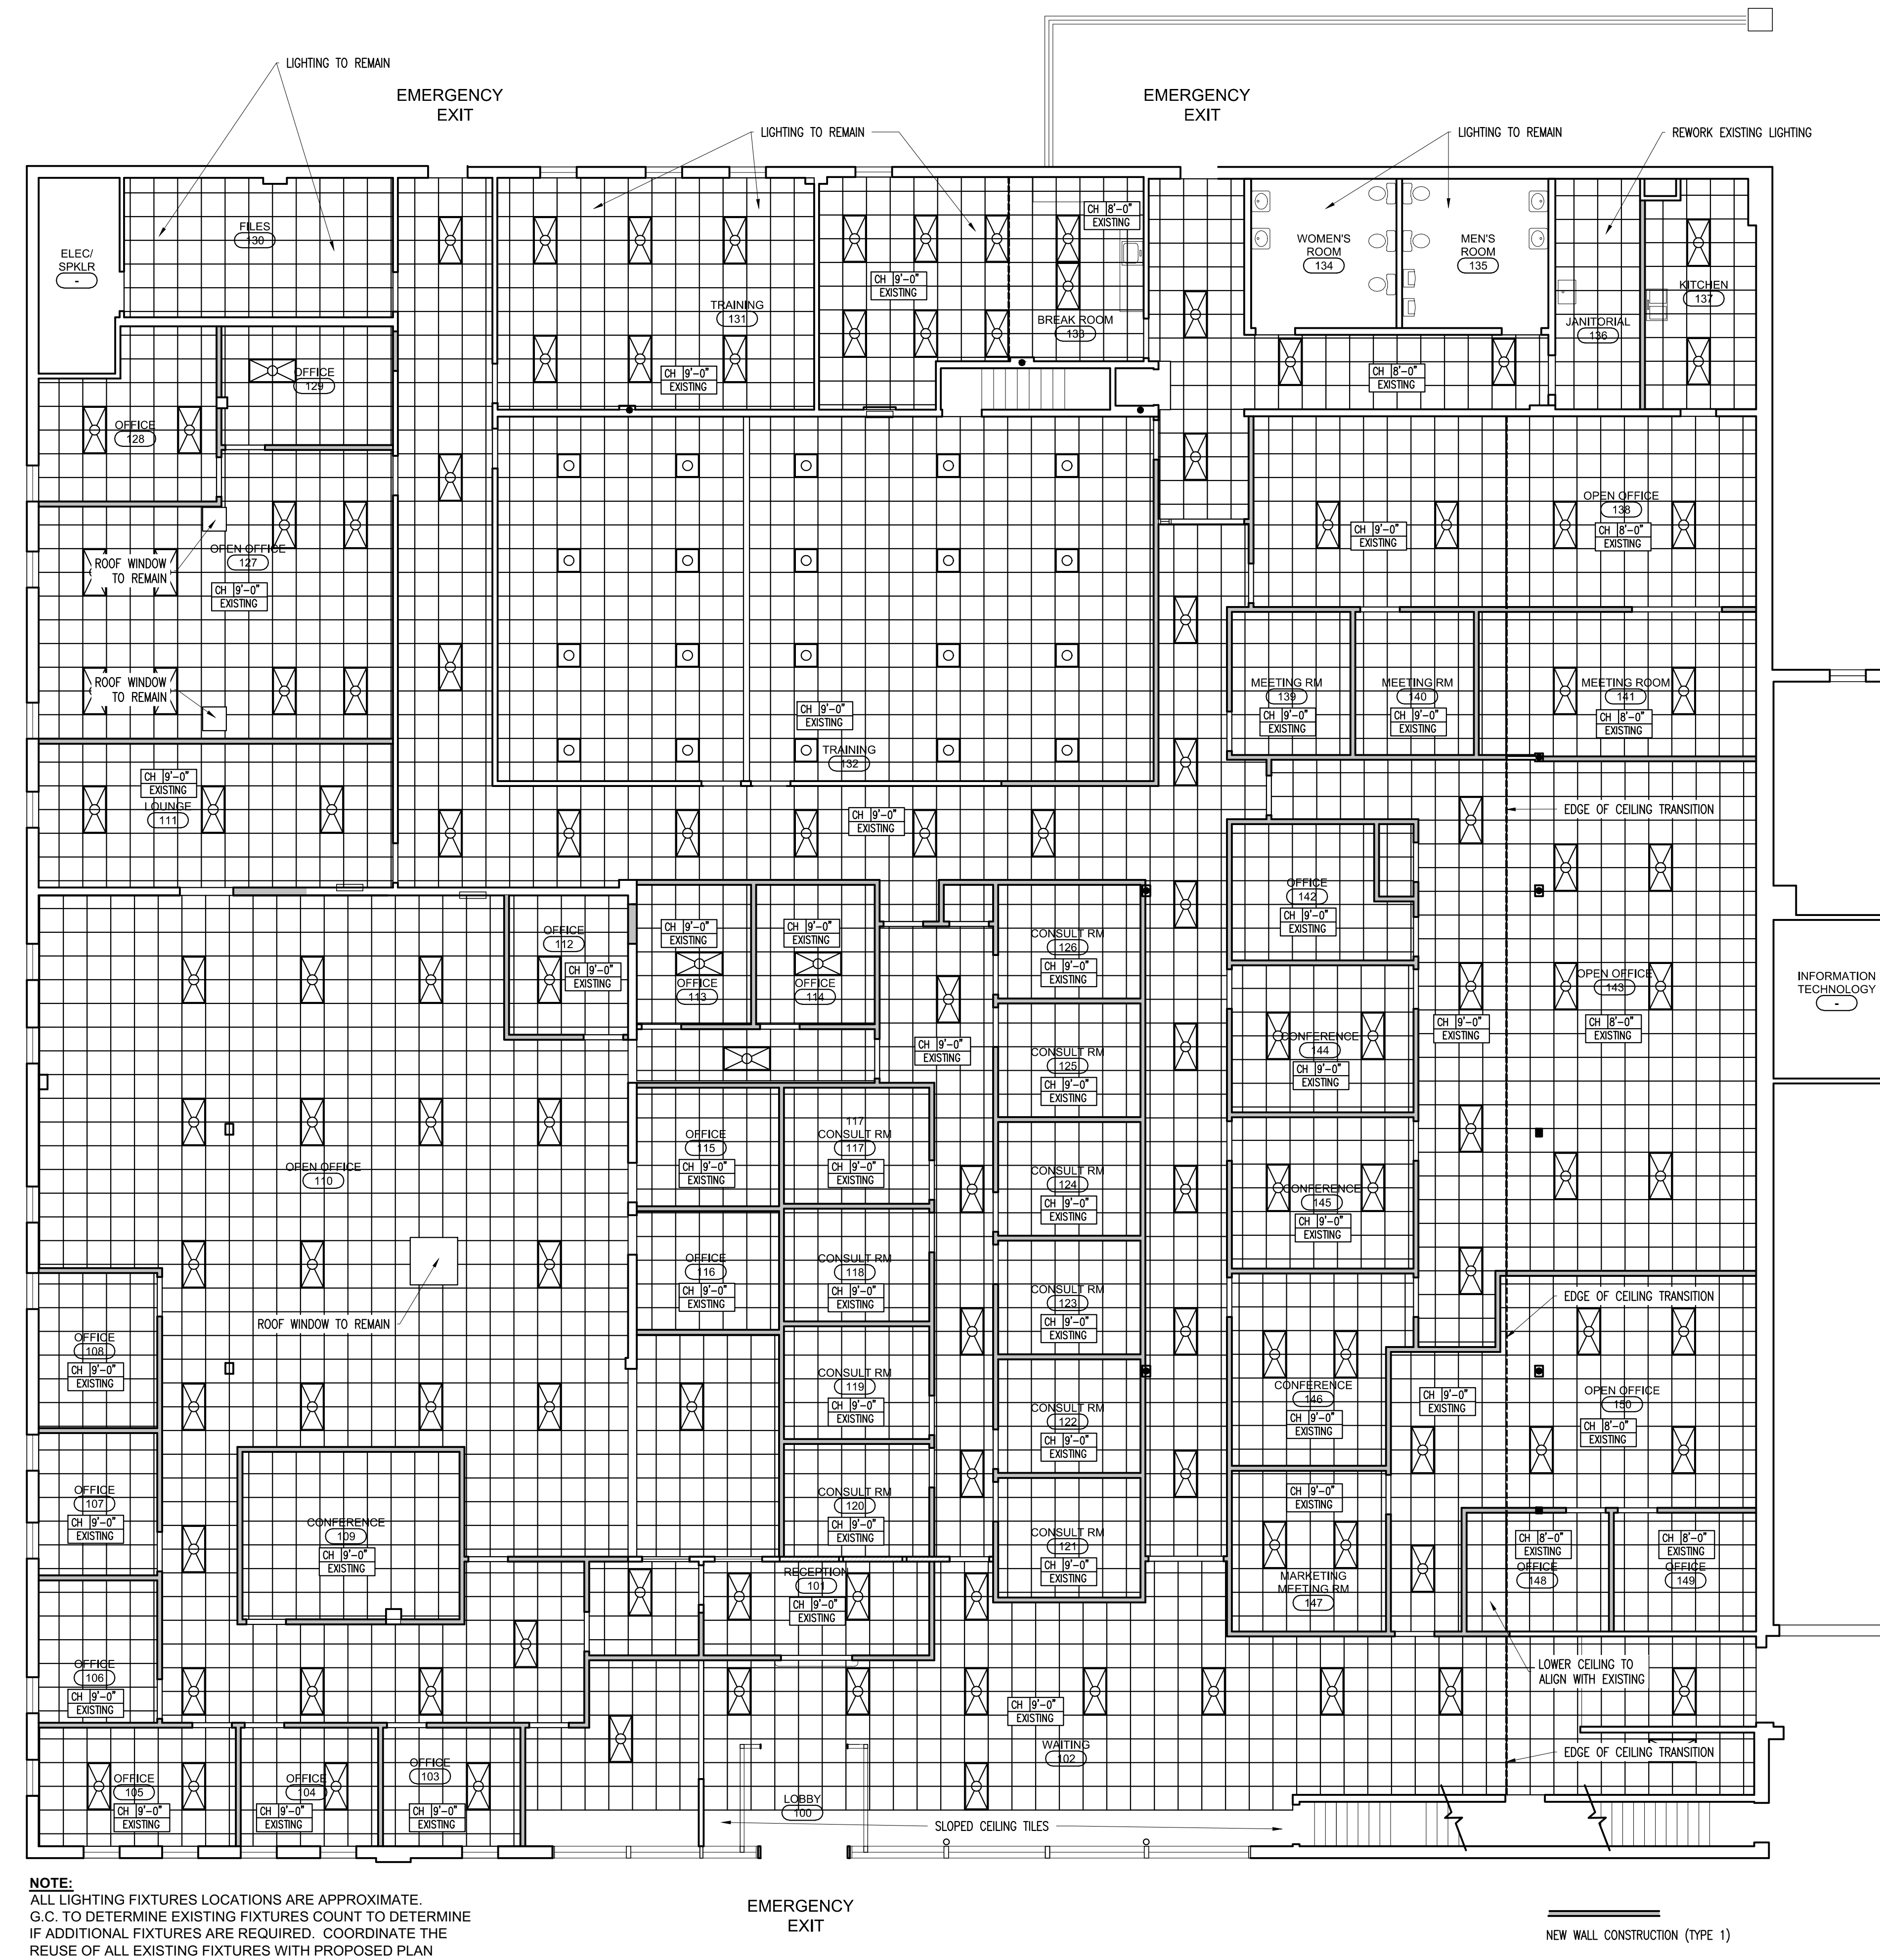 LIGHTING TO REMAIN
EMERGENCY
EXIT
EMERGENCY
EXIT
LIGHTING TO REMAIN
LIGHTING TO REMAIN
REWORK EXISTING LIGHTING
ELEC/
SPKLR
-
FILES
130
TRAINING
131
CH 9'-0"
EXISTING
CH 9'-0"
EXISTING
CH 8'-0"
EXISTING
BREAK ROOM
133
WOMEN'S
ROOM
134
MEN'S
ROOM
135
JANITORIAL
136
KITCHEN
137
CH 8'-0"
EXISTING
OFFICE
129
OFFICE
128
ROOF WINDOW
TO REMAIN
OPEN OFFICE
127
CH 9'-0"
EXISTING
ROOF WINDOW
TO REMAIN
CH 9'-0"
EXISTING
TRAINING
132
CH 9'-0"
EXISTING
OPEN OFFICE
138
CH 8'-0"
EXISTING
MEETING RM
139
CH 9'-0"
EXISTING
MEETING RM
140
CH 9'-0"
EXISTING
MEETING ROOM
141
CH 8'-0"
EXISTING
CH 9'-0"
EXISTING
LOUNGE
111
CH 9'-0"
EXISTING
EDGE OF CEILING TRANSITION
OFFICE
142
CH 9'-0"
EXISTING
OFFICE
112
CH 9'-0"
EXISTING
CH 9'-0"
EXISTING
OFFICE
113
CH 9'-0"
EXISTING
OFFICE
114
CONSULT RM
126
CH 9'-0"
EXISTING
CH 9'-0"
EXISTING
OPEN OFFICE
143
CH 9'-0"
EXISTING
CH 8'-0"
EXISTING
INFORMATION
TECHNOLOGY
-
CONSULT RM
125
CH 9'-0"
EXISTING
CONFERENCE
144
CH 9'-0"
EXISTING
OPEN OFFICE
110
OFFICE
115
CH 9'-0"
EXISTING
117
CONSULT RM
117
CH 9'-0"
EXISTING
CONSULT RM
124
CH 9'-0"
EXISTING
CONFERENCE
145
CH 9'-0"
EXISTING
OFFICE
116
CH 9'-0"
EXISTING
CONSULT RM
118
CH 9'-0"
EXISTING
CONSULT RM
123
CH 9'-0"
EXISTING
ROOF WINDOW TO REMAIN
EDGE OF CEILING TRANSITION
OFFICE
108
CH 9'-0"
EXISTING
CONSULT RM
119
CH 9'-0"
EXISTING
CONSULT RM
122
CH 9'-0"
EXISTING
CONFERENCE
146
CH 9'-0"
EXISTING
CH 9'-0"
EXISTING
OPEN OFFICE
150
CH 8'-0"
EXISTING
OFFICE
107
CH 9'-0"
EXISTING
CONFERENCE
109
CH 9'-0"
EXISTING
CONSULT RM
120
CH 9'-0"
EXISTING
CONSULT RM
121
CH 9'-0"
EXISTING
CH 9'-0"
EXISTING
MARKETING
MEETING RM
147
CH 8'-0"
EXISTING
OFFICE
148
CH 8'-0"
EXISTING
OFFICE
149
RECEPTION
101
CH 9'-0"
EXISTING
OFFICE
106
CH 9'-0"
EXISTING
LOWER CEILING TO
ALIGN WITH EXISTING
CH 9'-0"
EXISTING
WAITING
102
EDGE OF CEILING TRANSITION
OFFICE
105
CH 9'-0"
EXISTING
OFFICE
104
CH 9'-0"
EXISTING
OFFICE
103
CH 9'-0"
EXISTING
LOBBY
100
SLOPED CEILING TILES
NOTE:
ALL LIGHTING FIXTURES LOCATIONS ARE APPROXIMATE.
G.C. TO DETERMINE EXISTING FIXTURES COUNT TO DETERMINE
IF ADDITIONAL FIXTURES ARE REQUIRED. COORDINATE THE
REUSE OF ALL EXISTING FIXTURES WITH PROPOSED PLAN
EMERGENCY
EXIT
NEW WALL CONSTRUCTION (TYPE 1)